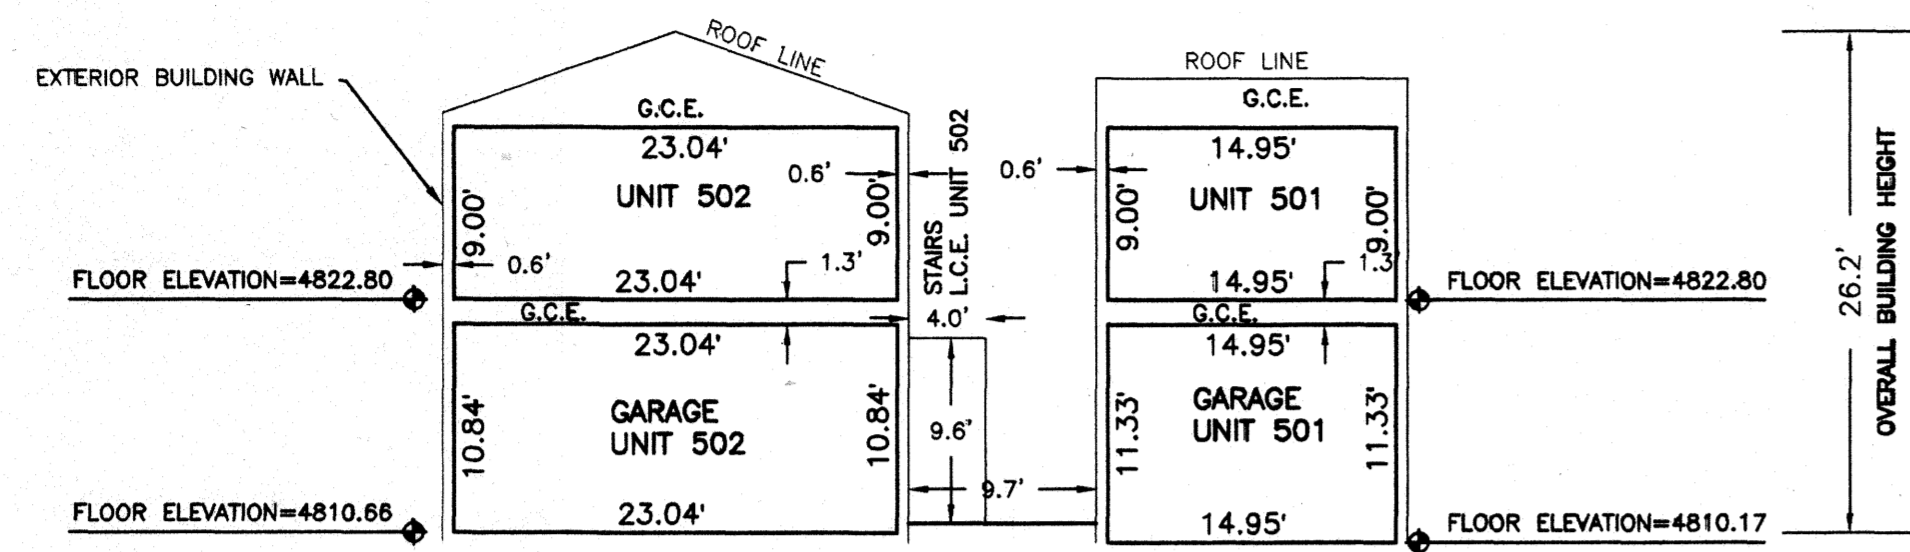 ROOF LINE
EXTERIOR BUILDING WALL
G.C.E.
23.04'
0.6'
UNIT 502
9.00'
9.00'
0.6'
1.3'
23.04'
FLOOR ELEVATION=4822.80
G.C.E.
STAIRS
L.C.E. UNIT 502
4.0'
23.04'
GARAGE
UNIT 502
10.84'
10.84'
9.6'
23.04'
FLOOR ELEVATION=4810.66
9.7'
ROOF LINE
G.C.E.
14.95'
0.6'
UNIT 501
9.00'
9.00'
1.3'
14.95'
FLOOR ELEVATION=4822.80
G.C.E.
14.95'
GARAGE
UNIT 501
11.33'
11.33'
14.95'
FLOOR ELEVATION=4810.17
26.2'
OVERALL BUILDING HEIGHT